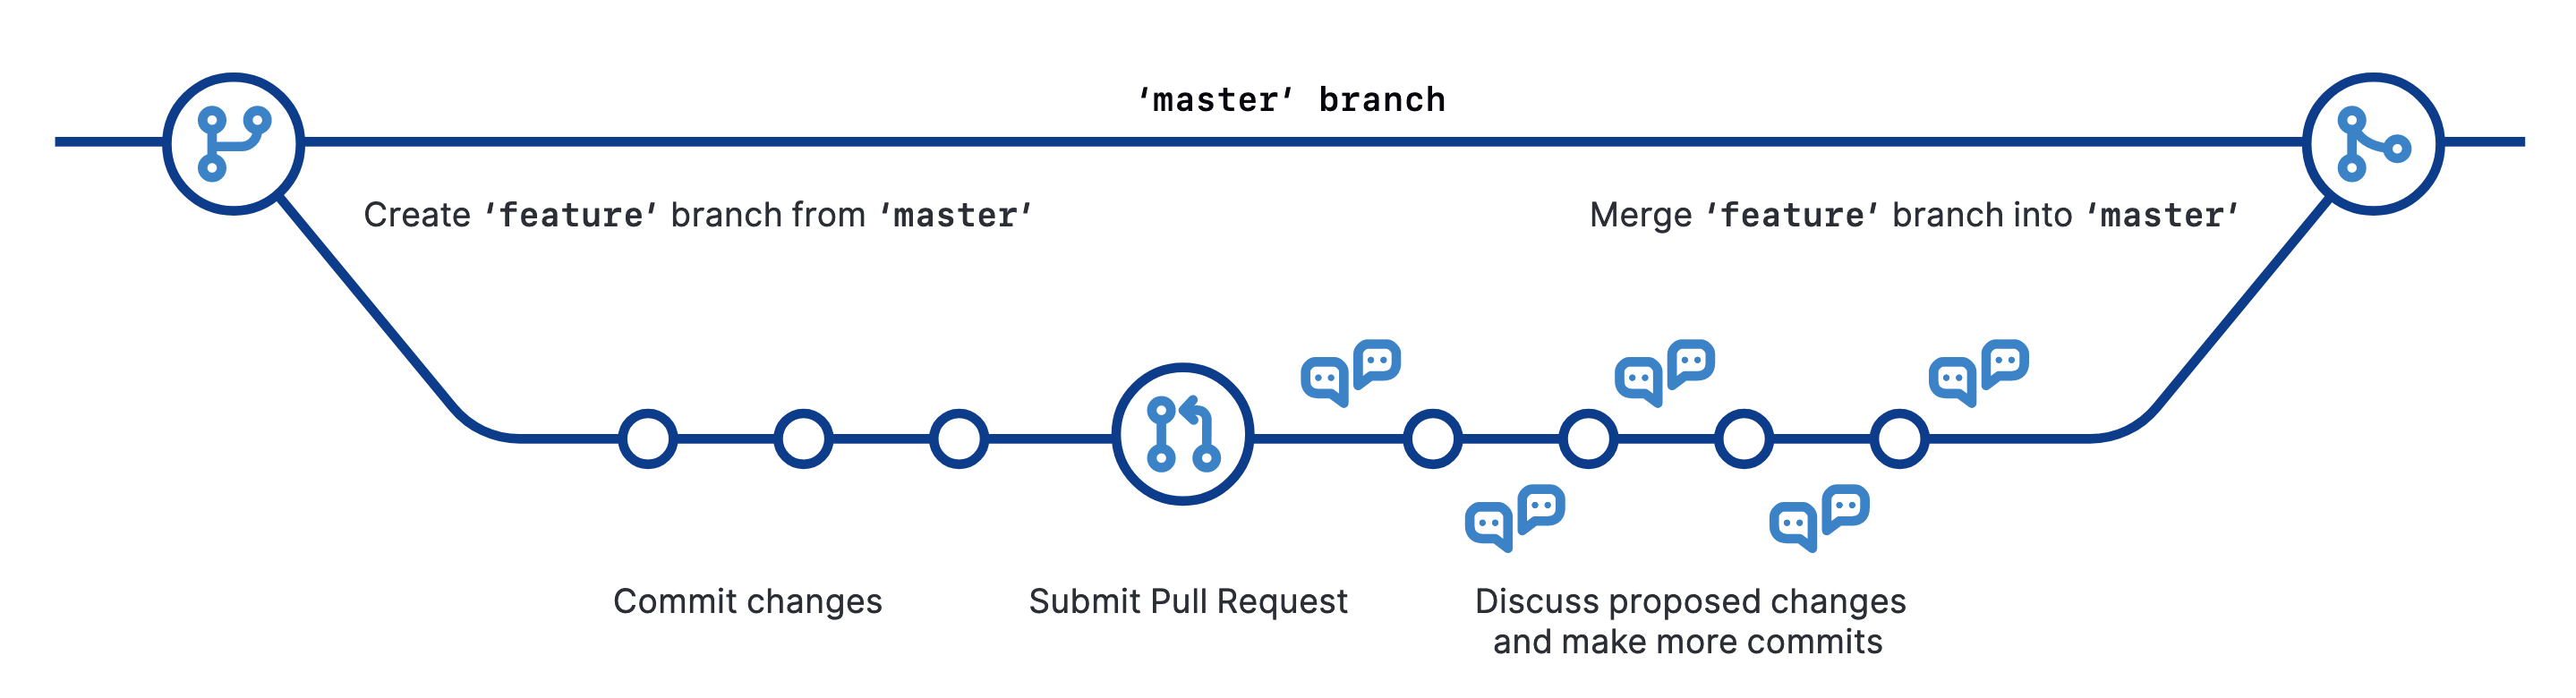 ‘master‘ branch
Create ‘feature‘ branch from ‘master‘
Merge ‘feature‘ branch into ‘master‘
Commit changes
Submit Pull Request
Discuss proposed changes
and make more commits